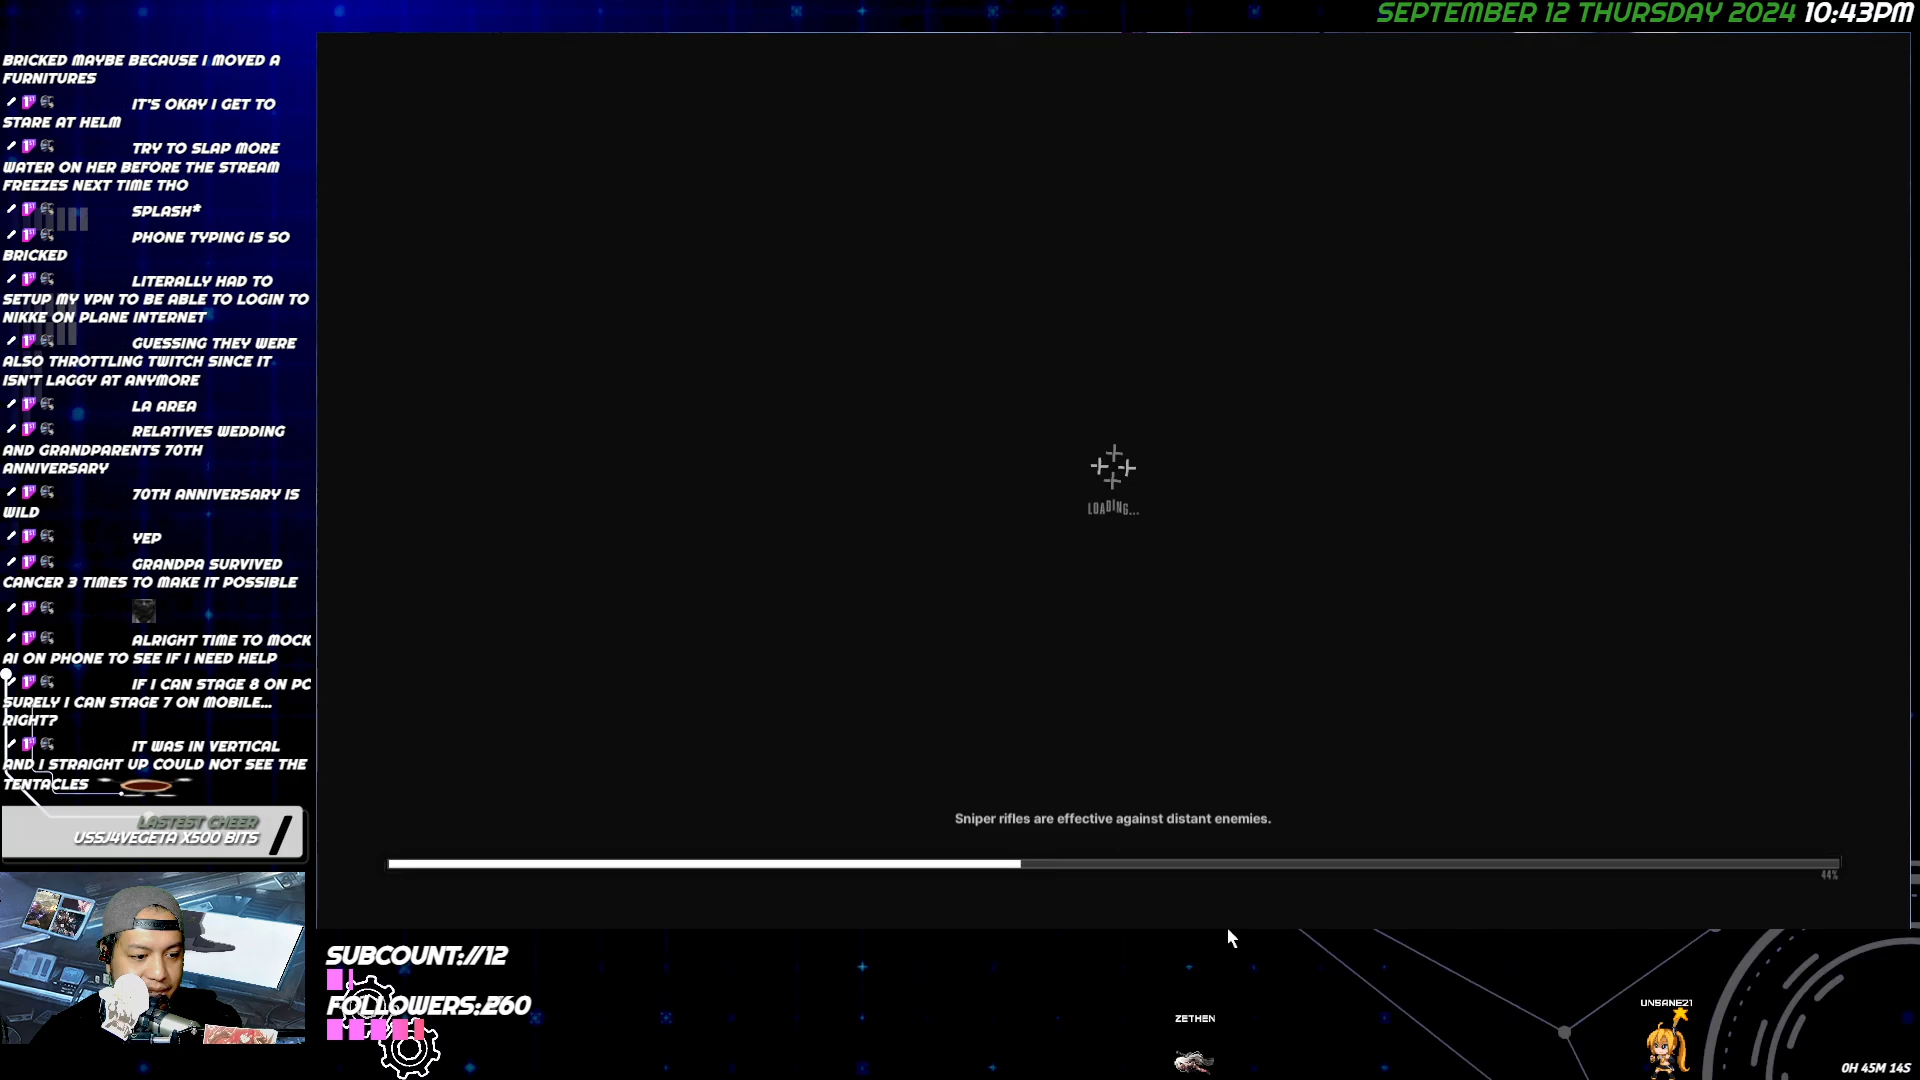 SEPTEMBER 12 THURSDAY 2024 10:43PM
BRICKED MAYBE BECAUSE I MOVED A
FURNITURES
IT'S OKAY I GET TO
STARE AT HELM
TRY TO SLAP MORE
WATER ON HER BEFORE THE STREAM
FREEZES NEXT TIME THO
SPLASH*
PHONE TYPING IS SO
BRICKED
LITERALLY HAD TO
SETUP MY VPN TO BE ABLE TO LOGIN TO
NIKKE ON PLANE INTERNET
GUESSING THEY WERE
ALSO THROTTLING TWITCH SINCE IT
ISN'T LAGGY AT ANYMORE
LA AREA
RELATIVES WEDDING
AND GRANDPARENTS 70TH
ANNIVERSARY
70TH ANNIVERSARY IS
WILD
YEP
GRANDPA SURVIVED
CANCER 3 TIMES TO MAKE IT POSSIBLE
ALRIGHT TIME TO MOCK
AI ON PHONE TO SEE IF I NEED HELP
IF I CAN STAGE 8 ON PC
SURELY I CAN STAGE 7 ON MOBILE...
RIGHT?
IT WAS IN VERTICAL
AND I STRAIGHT UP COULD NOT SEE THE
TENTACLES
LASTEST CHEER
USSJ4VEGETA X500 BITS
LOADING...
Sniper rifles are effective against distant enemies.
44%
SUBCOUNT://12
FOLLOWERS:260
ZETHEN
UNSANE21
0H 45M 14S